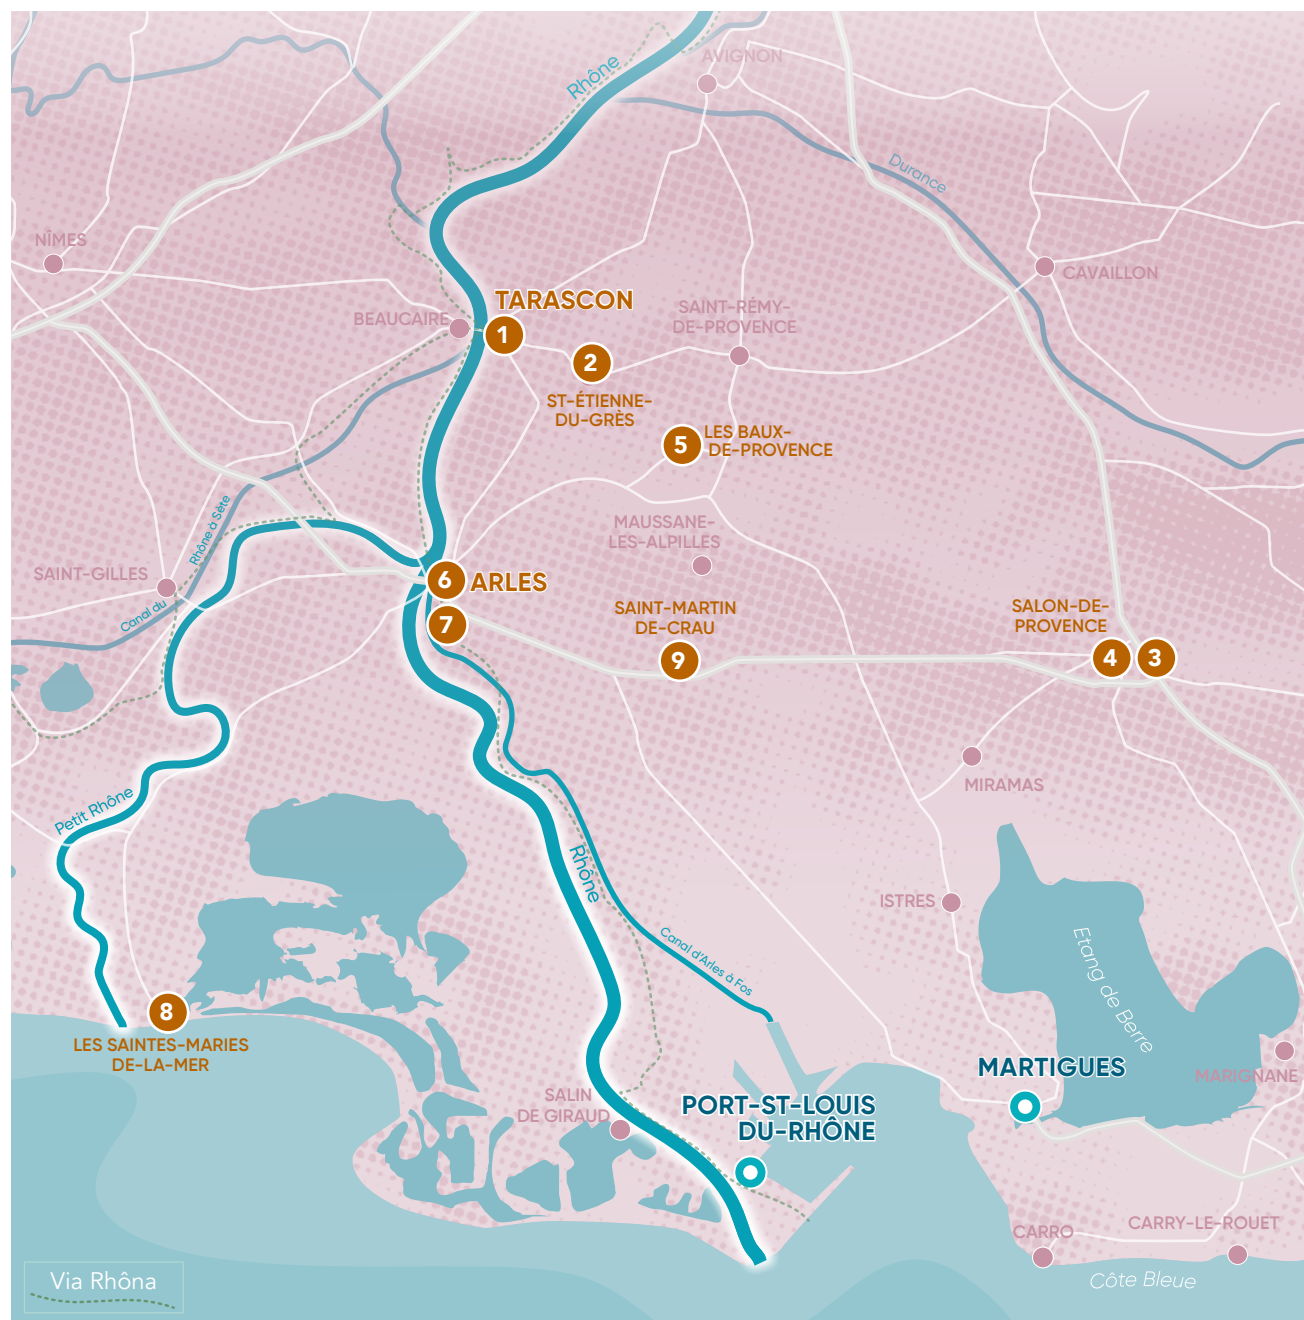 AVIGNON
Rhône
Durance
NÎMES
CAVAILLON
TARASCON
BEAUCAIRE
1
SAINT-RÉMY-
DE-PROVENCE
2
ST-ÉTIENNE-
DU-GRÈS
5
LES BAUX-
DE-PROVENCE
Rhône à Sète
Canal du
MAUSSANE-
LES-ALPILLES
SAINT-GILLES
6
ARLES
7
SAINT-MARTIN
DE-CRAU
9
SALON-DE-
PROVENCE
4
3
MIRAMAS
Petit Rhône
Rhône
ISTRES
Canal d'Arles à Fos
Etang de Berre
8
LES SAINTES-MARIES
DE-LA-MER
MARTIGUES
MARIGNANE
SALIN
DE GIRAUD
PORT-ST-LOUIS
DU-RHÔNE
CARRO
CARRY-LE-ROUET
Côte Bleue
Via Rhôna